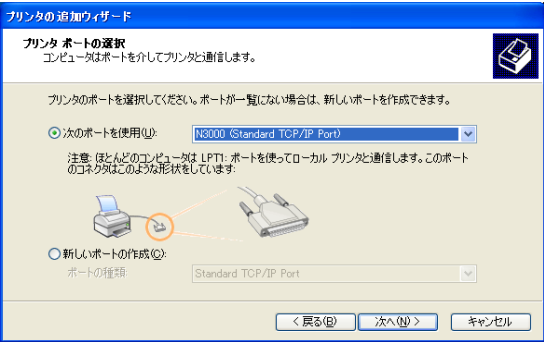 プリンタの追加ウィザード
プリンタ ポートの選択
コンピュータはポートを介してプリンタと通信します。
プリンタのポートを選択してください。ポートが一覧にない場合は、新しいポートを作成できます。
次のポートを使用(U):
N3000 (Standard TCP/IP Port)
注意: ほとんどのコンピュータは LPT1: ポートを使ってローカル プリンタと通信します。このポート
のコネクタはこのような形状をしています:
新しいポートの作成(C):
ポートの種類:
Standard TCP/IP Port
< 戻る(B)
次へ(N) >
キャンセル